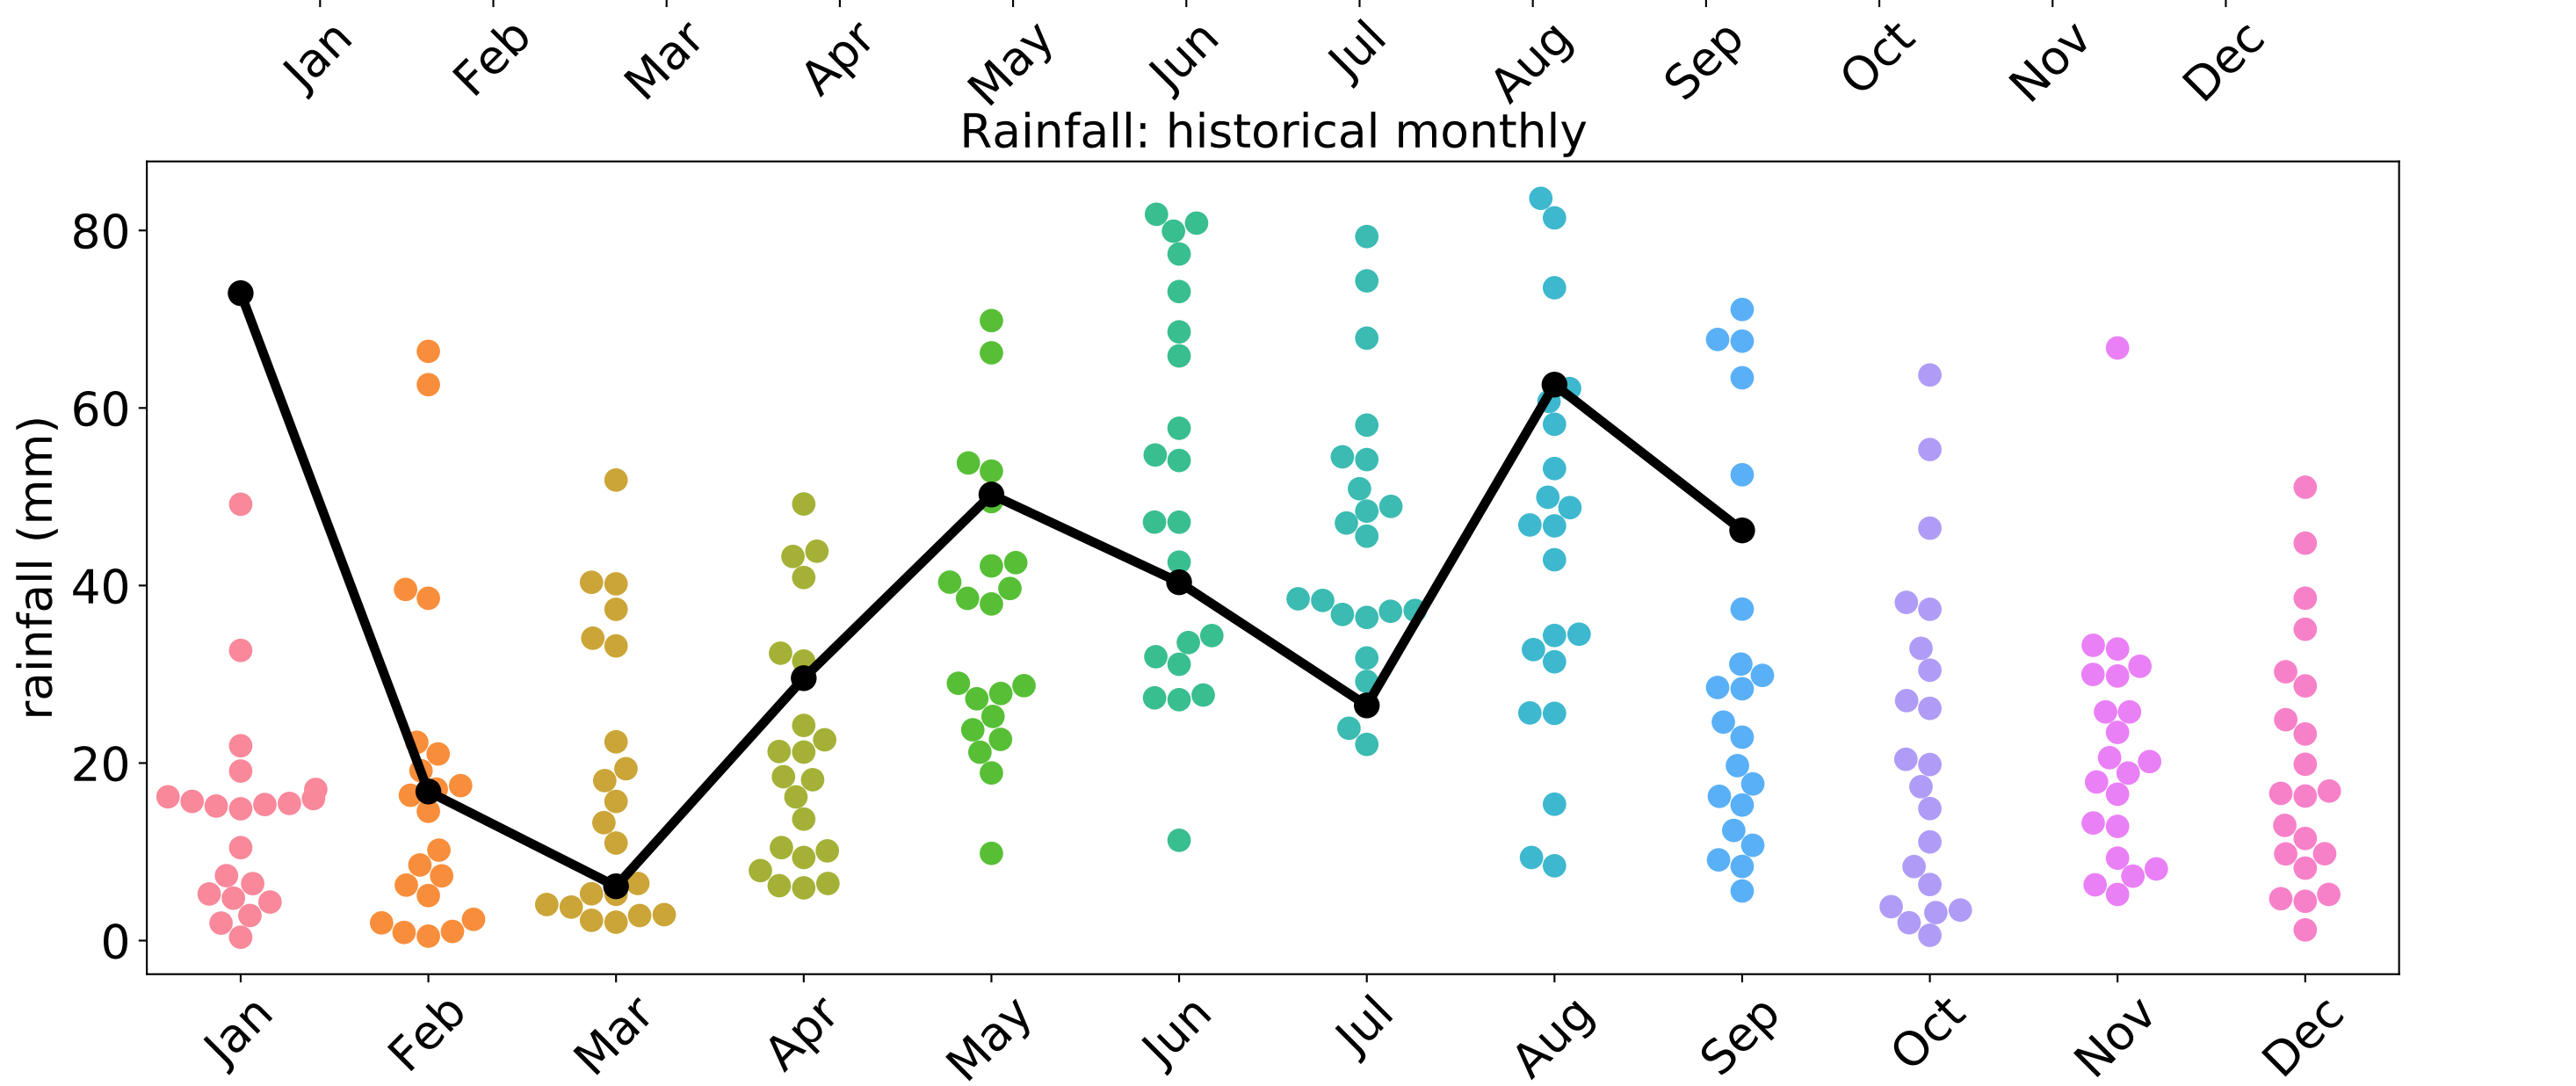 Jan Feb Mar Apr May Jun Jul Aug Sep Oct Nov Dec
Rainfall: historical monthly
rainfall (mm)
80
60
40
20
0
Jan Feb Mar Apr May Jun Jul Aug Sep Oct Nov Dec